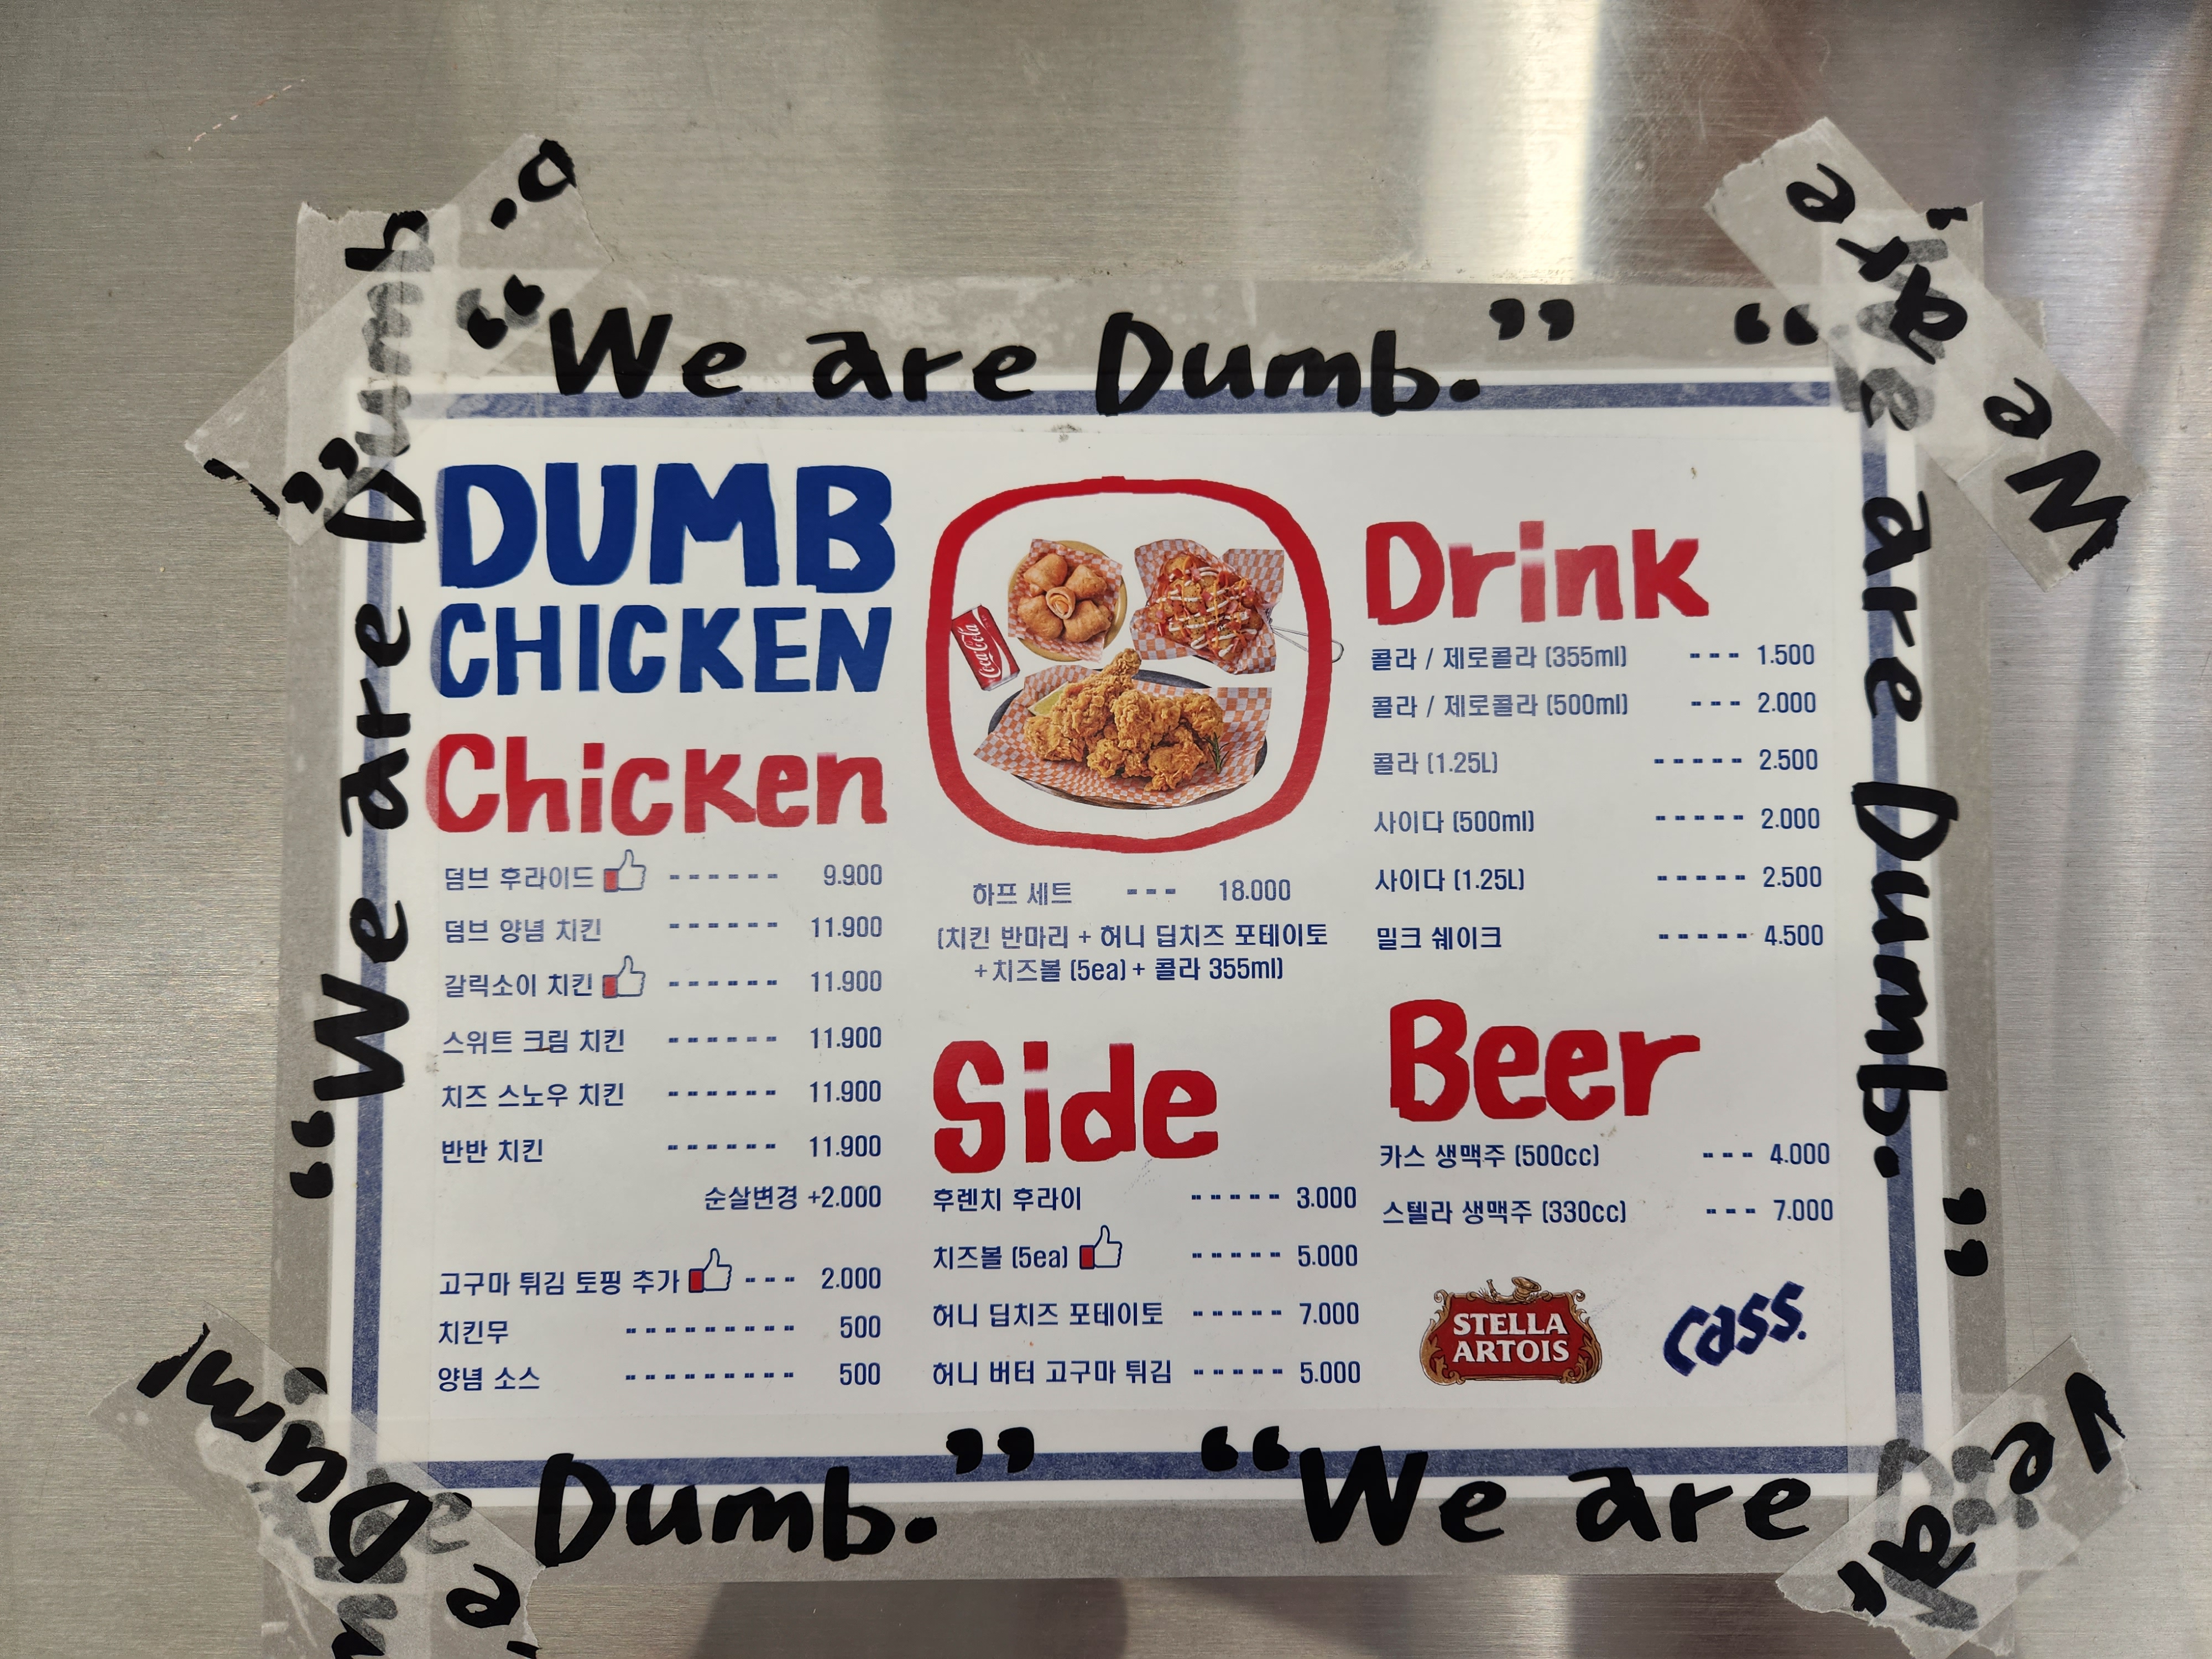 "We are Dumb."
"We are Dumb."
"We are Dumb
We are
DUMB
CHICKEN
Chicken
덤브 후라이드 ------ 9.900
덤브 양념 치킨 ------ 11.900
갈릭소이 치킨 ------ 11.900
스위트 크림 치킨 ------ 11.900
치즈 스노우 치킨 ------ 11.900
반반 치킨 ------ 11.900
순살변경 +2.000
고구마 튀김 토핑 추가 --- 2.000
치킨무 --------- 500
양념 소스 --------- 500
Coca-Cola
하프 세트 --- 18.000
(치킨 반마리 + 허니 딥치즈 포테이토
+치즈볼 (5ea) + 콜라 355ml)
Side
후렌치 후라이 ----- 3.000
치즈볼 (5ea) ----- 5.000
허니 딥치즈 포테이토 ----- 7.000
허니 버터 고구마 튀김 ----- 5.000
Drink
콜라 / 제로콜라 (355ml) --- 1.500
콜라 / 제로콜라 (500ml) --- 2.000
콜라 (1.25L) ----- 2.500
사이다 (500ml) ----- 2.000
사이다 (1.25L) ----- 2.500
밀크 쉐이크 ----- 4.500
Beer
카스 생맥주 (500cc) --- 4.000
스텔라 생맥주 (330cc) --- 7.000
STELLA
ARTOIS
Cass.
Dumb." "We are